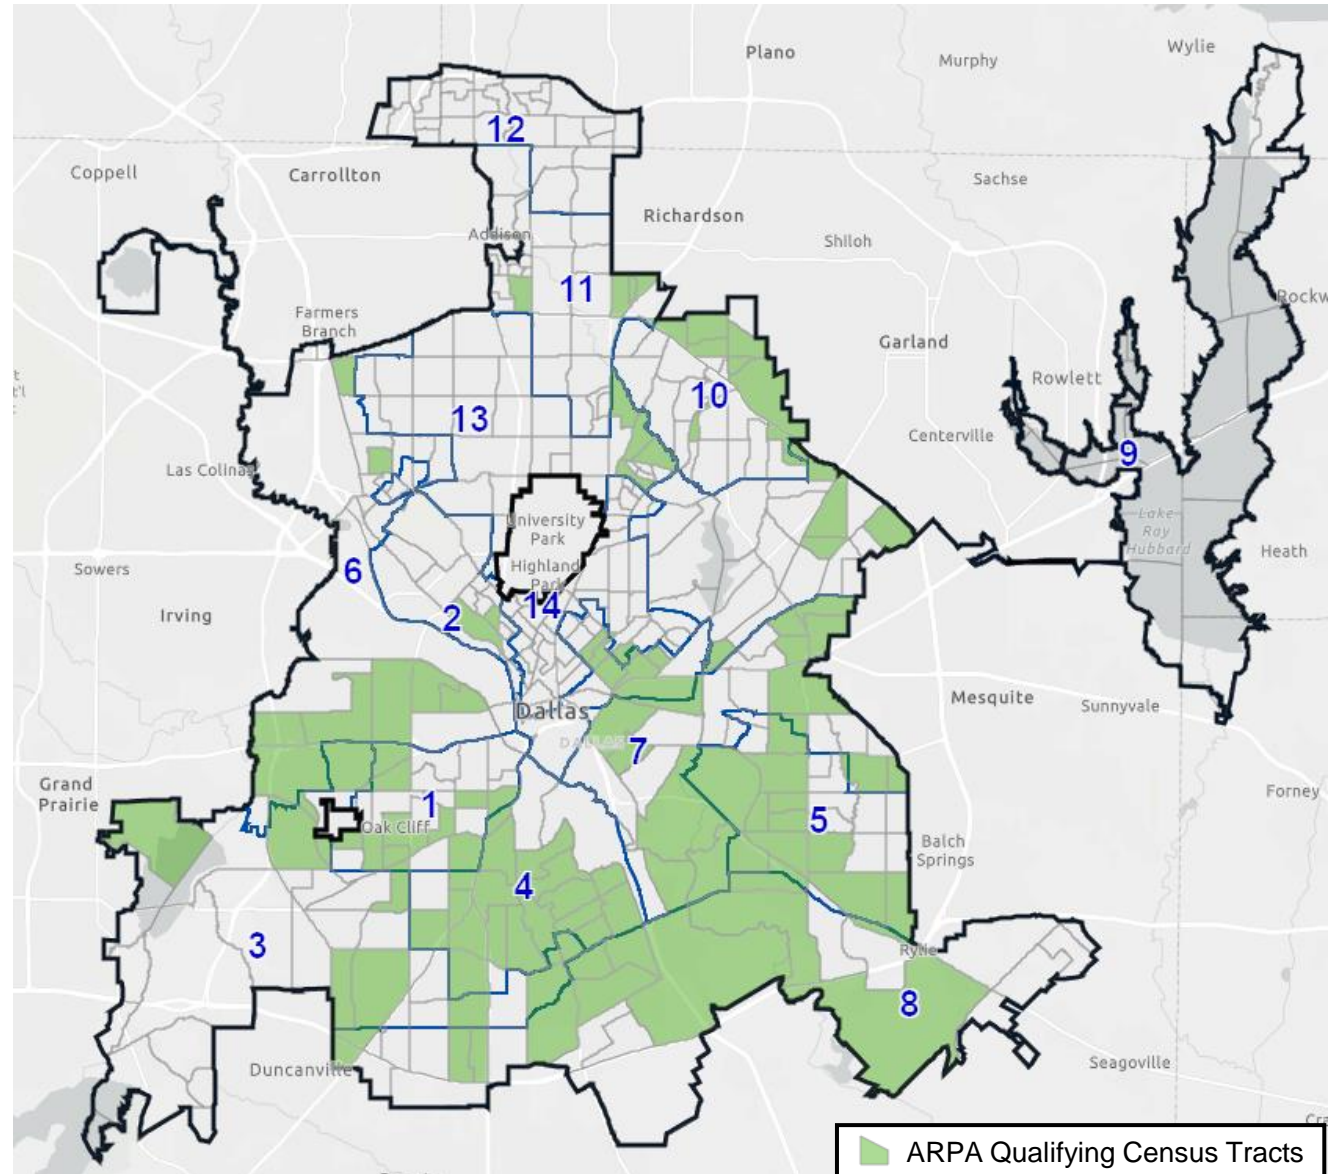 Wylie
Plano
Murphy
12
Coppell
Carrollton
Sachse
Richardson
Addison
Shiloh
11
Rockw
Farmers
Branch
Garland
Rowlett
10
13
Centerville
9
Las Colinas
Lake
Ray
Hubbard
University
Park
Heath
Highland
Park
Sowers
6
14
Irving
2
Mesquite
Sunnyvale
Dallas
DALLAS
7
Grand
Prairie
Forney
1
5
Oak Cliff
Balch
Springs
4
3
Rylie
8
Duncanville
Seagoville
ARPA Qualifying Census Tracts